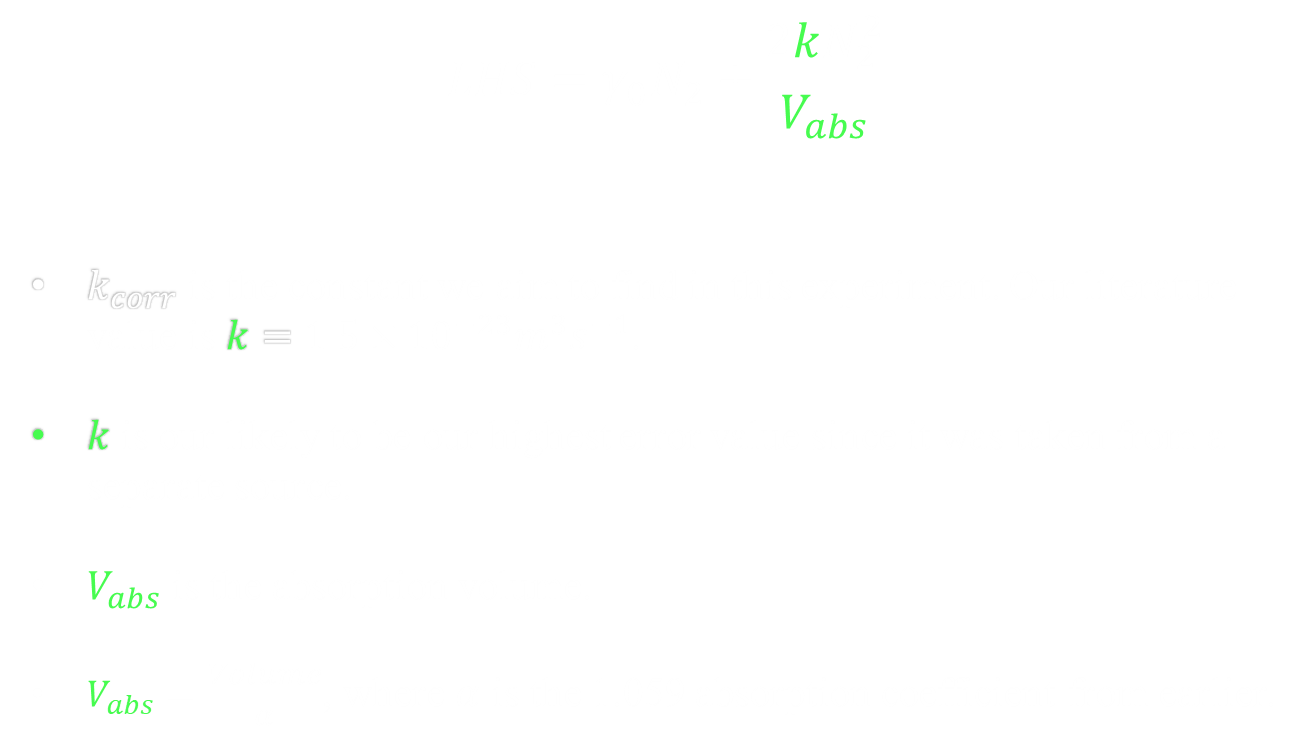 k
V_abs
• k_corr
k =
• k
V_abs
V_abs